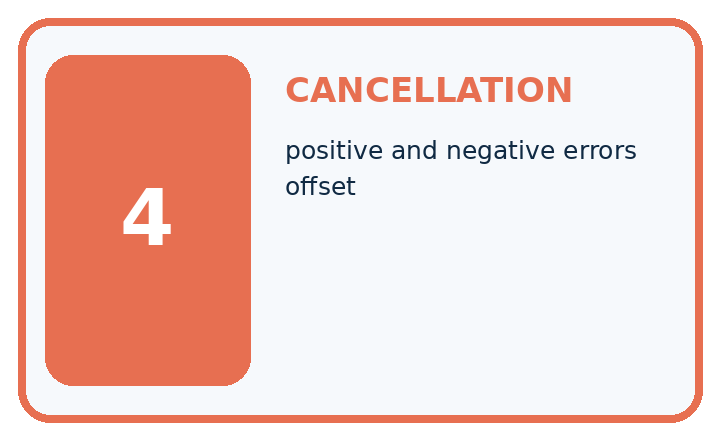 4
CANCELLATION
positive and negative errors
offset